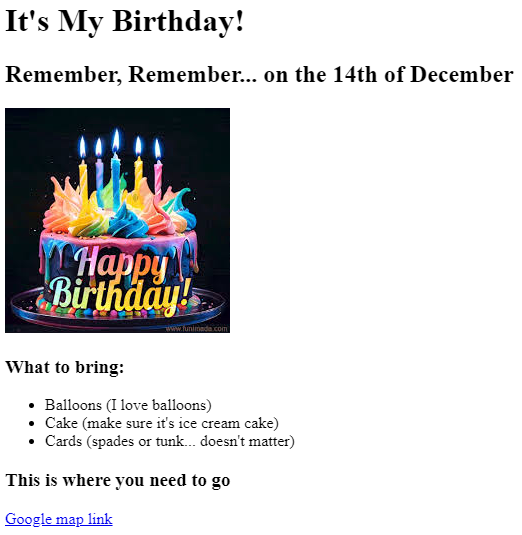 It's My Birthday!
Remember, Remember... on the 14th of December
Happy
Birthday!
www.funimada.com
What to bring:
Balloons (I love balloons)
Cake (make sure it's ice cream cake)
Cards (spades or tunk... doesn't matter)
This is where you need to go
Google map link